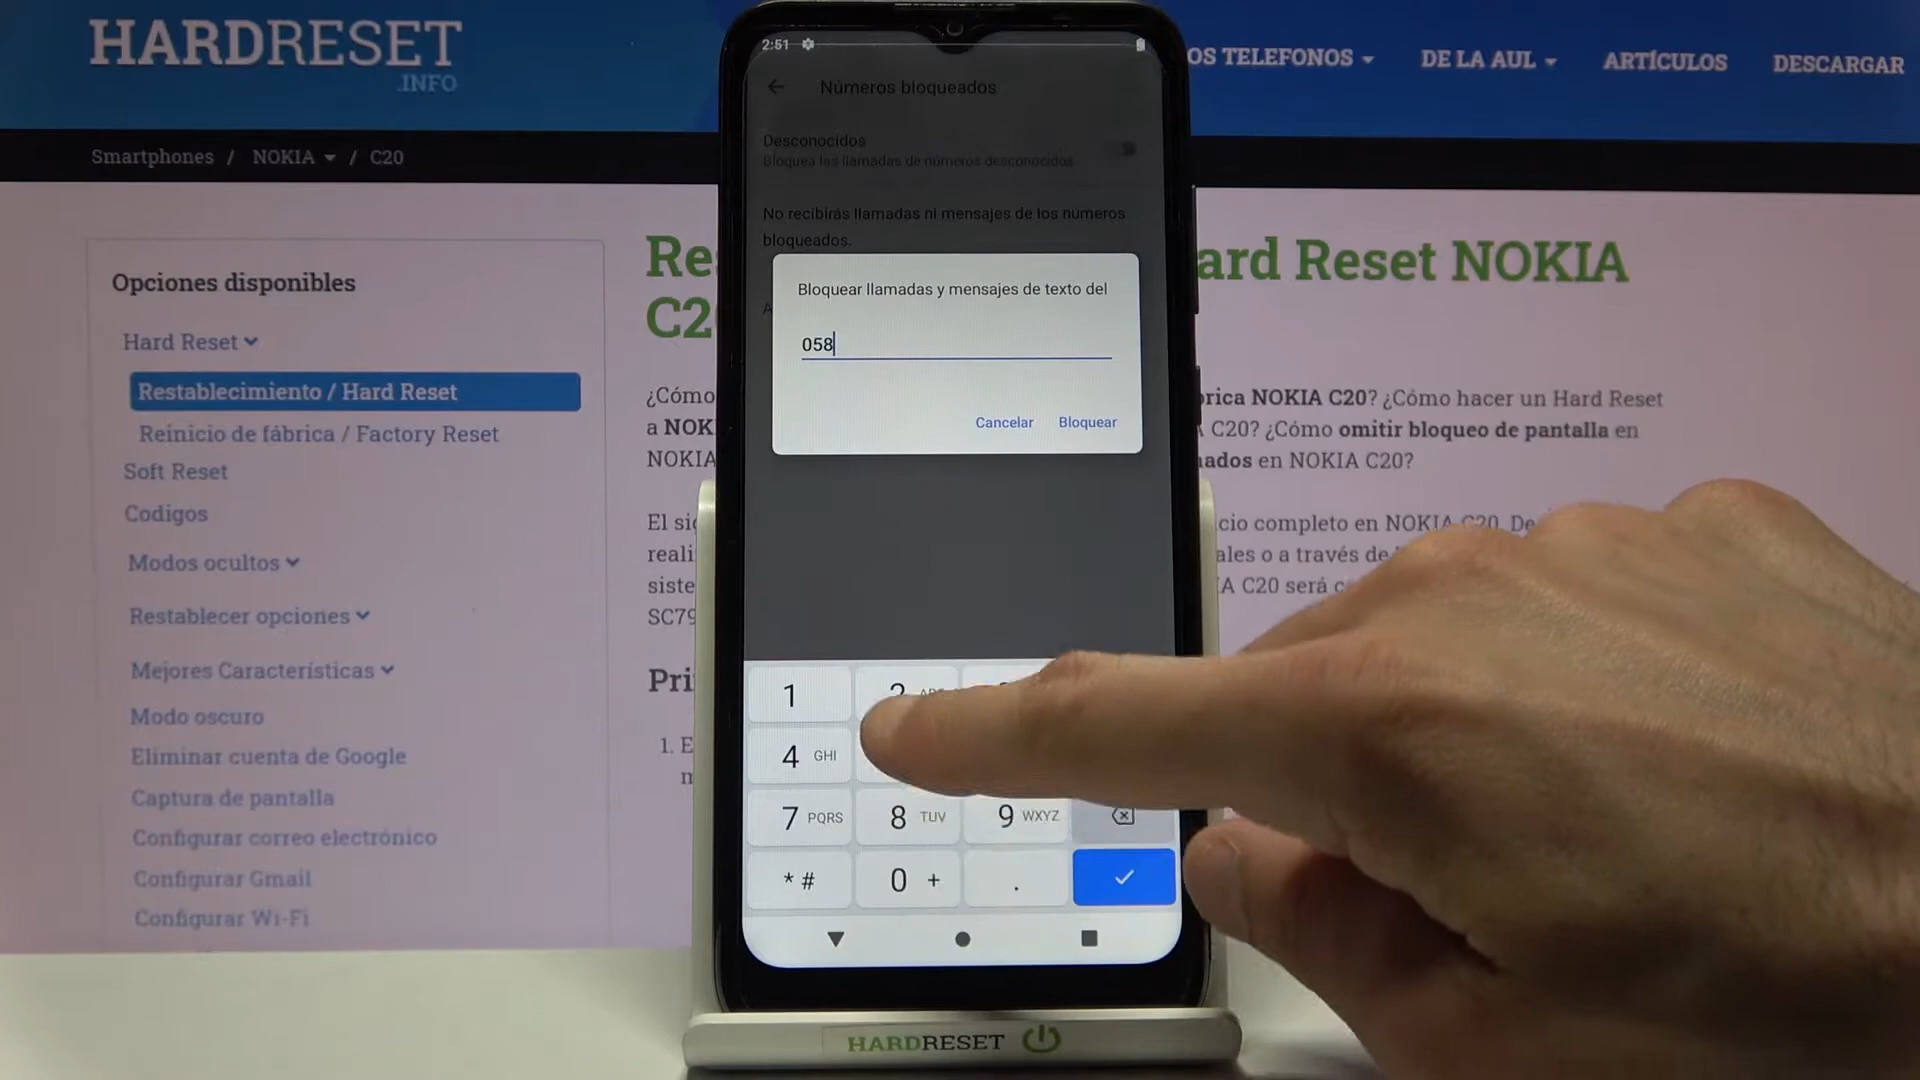 HARDRESET
.INFO
OS TELEFONOS
DE LA AUL
ARTÍCULOS
DESCARGAR
Smartphones / NOKIA / C20
Opciones disponibles
Hard Reset
Restablecimiento / Hard Reset
Reinicio de fábrica / Factory Reset
Soft Reset
Codigos
Modos ocultos
Restablecer opciones
Mejores Características
Modo oscuro
Eliminar cuenta de Google
Captura de pantalla
Configurar correo electrónico
Configurar Gmail
Configurar Wi-Fi
Re
ard Reset NOKIA
C2
¿Cómo
rica NOKIA C20? ¿Cómo hacer un Hard Reset
a NOK
C20? ¿Cómo omitir bloqueo de pantalla en
NOKIA
ados en NOKIA C20?
El si
cio completo en NOKIA C20. De
reali
ales o a través de
siste
A C20 será
SC79
Pri
1. E
2:51
Números bloqueados
Desconocidos
Bloquea las llamadas de números desconocidos
No recibirás llamadas ni mensajes de los números
bloqueados.
A
Bloquear llamadas y mensajes de texto del
058
Cancelar Bloquear
1 2
4 GHI
7 PQRS 8 TUV 9 WXYZ
* # 0 + .
HARDRESET